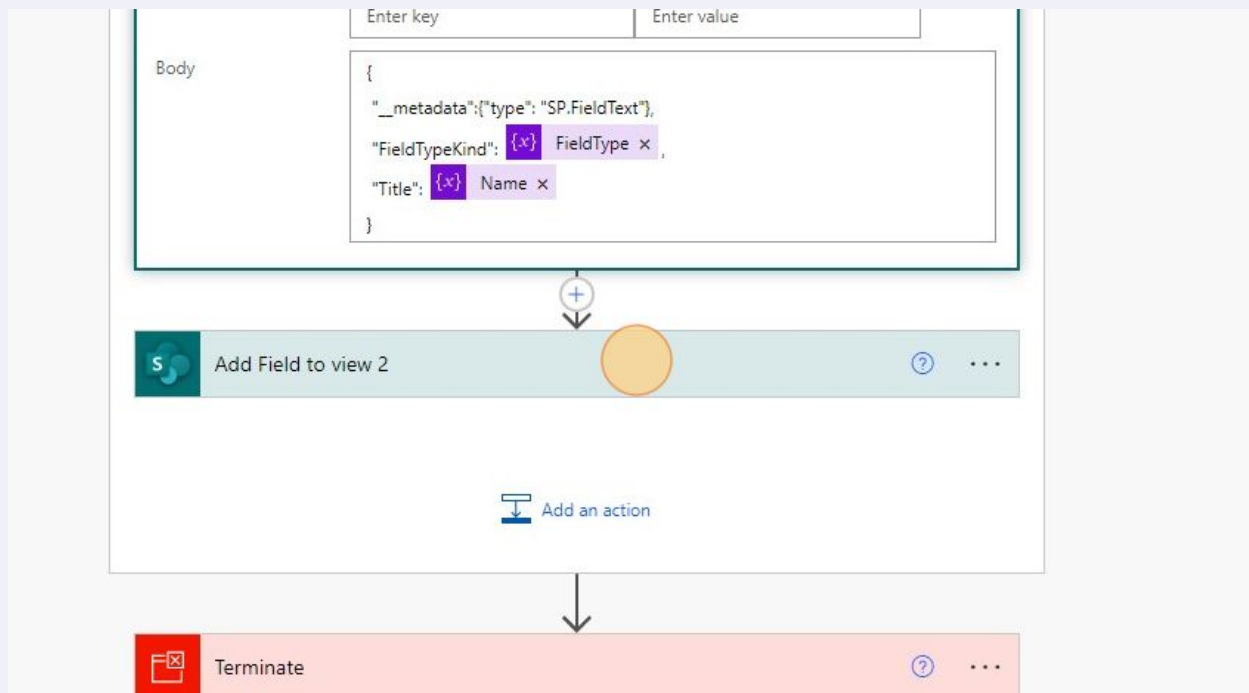 Enter key Enter value
Body
{
"__metadata":{"type": "SP.FieldText"},
"FieldTypeKind": {x} FieldType × ,
"Title": {x} Name ×
}
+
S Add Field to view 2 ? ...
Add an action
Terminate ? ...